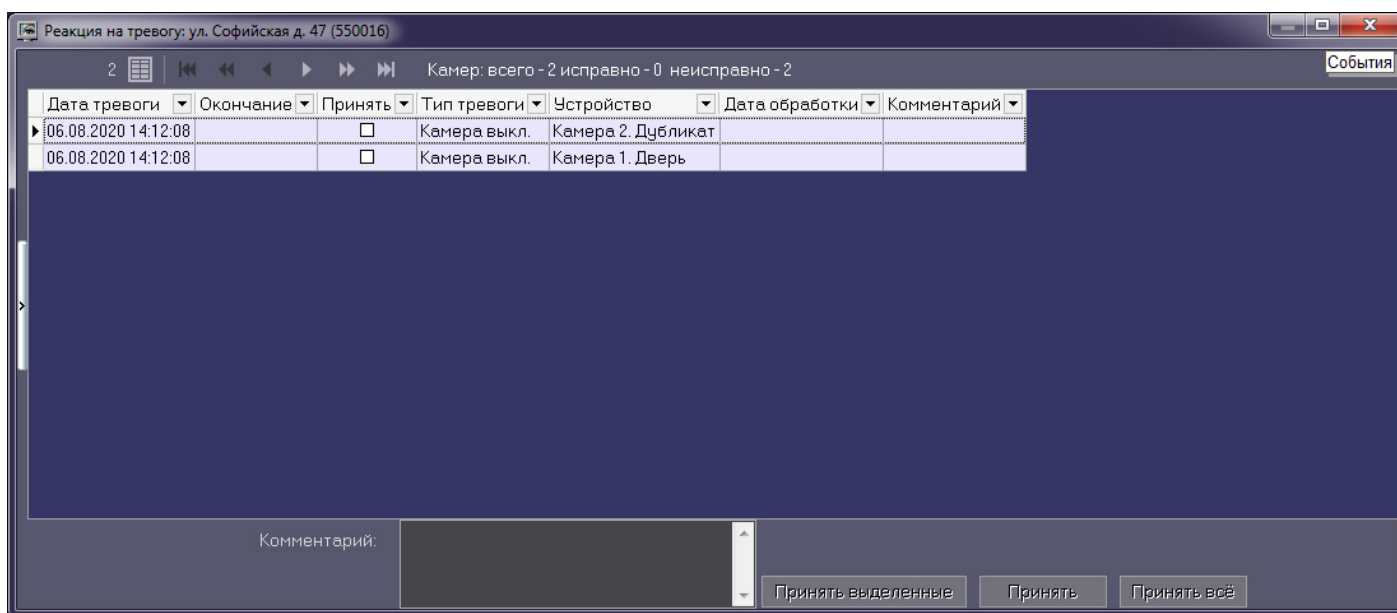 Реакция на тревогу: ул. Софийская д. 47 (550016)
2 Камер: всего - 2 исправно - 0 неисправно - 2 События
Дата тревоги Окончание Принять Тип тревоги Устройство Дата обработки Комментарий
06.08.2020 14:12:08 Камера выкл. Камера 2. Дубликат
06.08.2020 14:12:08 Камера выкл. Камера 1. Дверь
Комментарий:
Принять выделенные Принять Принять всё